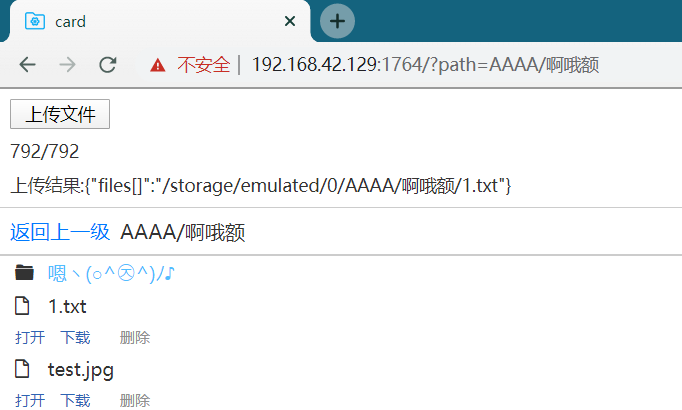 card
不安全 192.168.42.129:1764/?path=AAAA/啊哦额
上传文件
792/792
上传结果:{"files[]":"/storage/emulated/0/AAAA/啊哦额/1.txt"}
返回上一级 AAAA/啊哦额
嗯丶(○^㉨^)ﾉ♪
1.txt
打开 下载 删除
test.jpg
打开 下载 删除